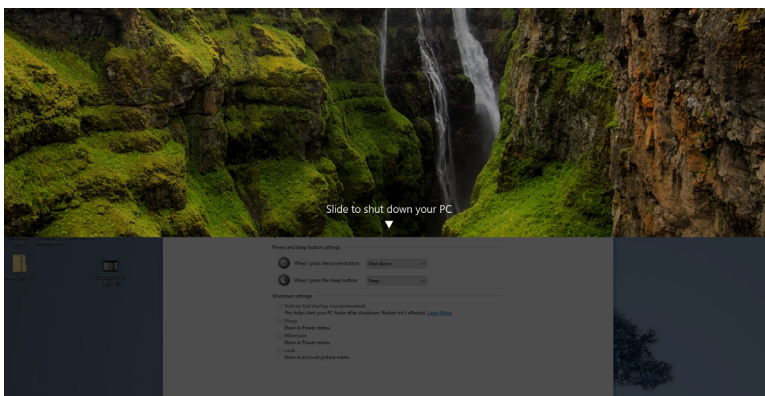 Slide to shut down your PC
Power and sleep button settings
When I press the power button: Shut down
When I press the sleep button: Sleep
Shutdown settings
Turn on fast startup (recommended)
This helps start your PC faster after shutdown. Restart isn't affected. Learn More
Sleep
Show in Power menu.
Hibernate
Show in Power menu.
Lock
Show in account picture menu.